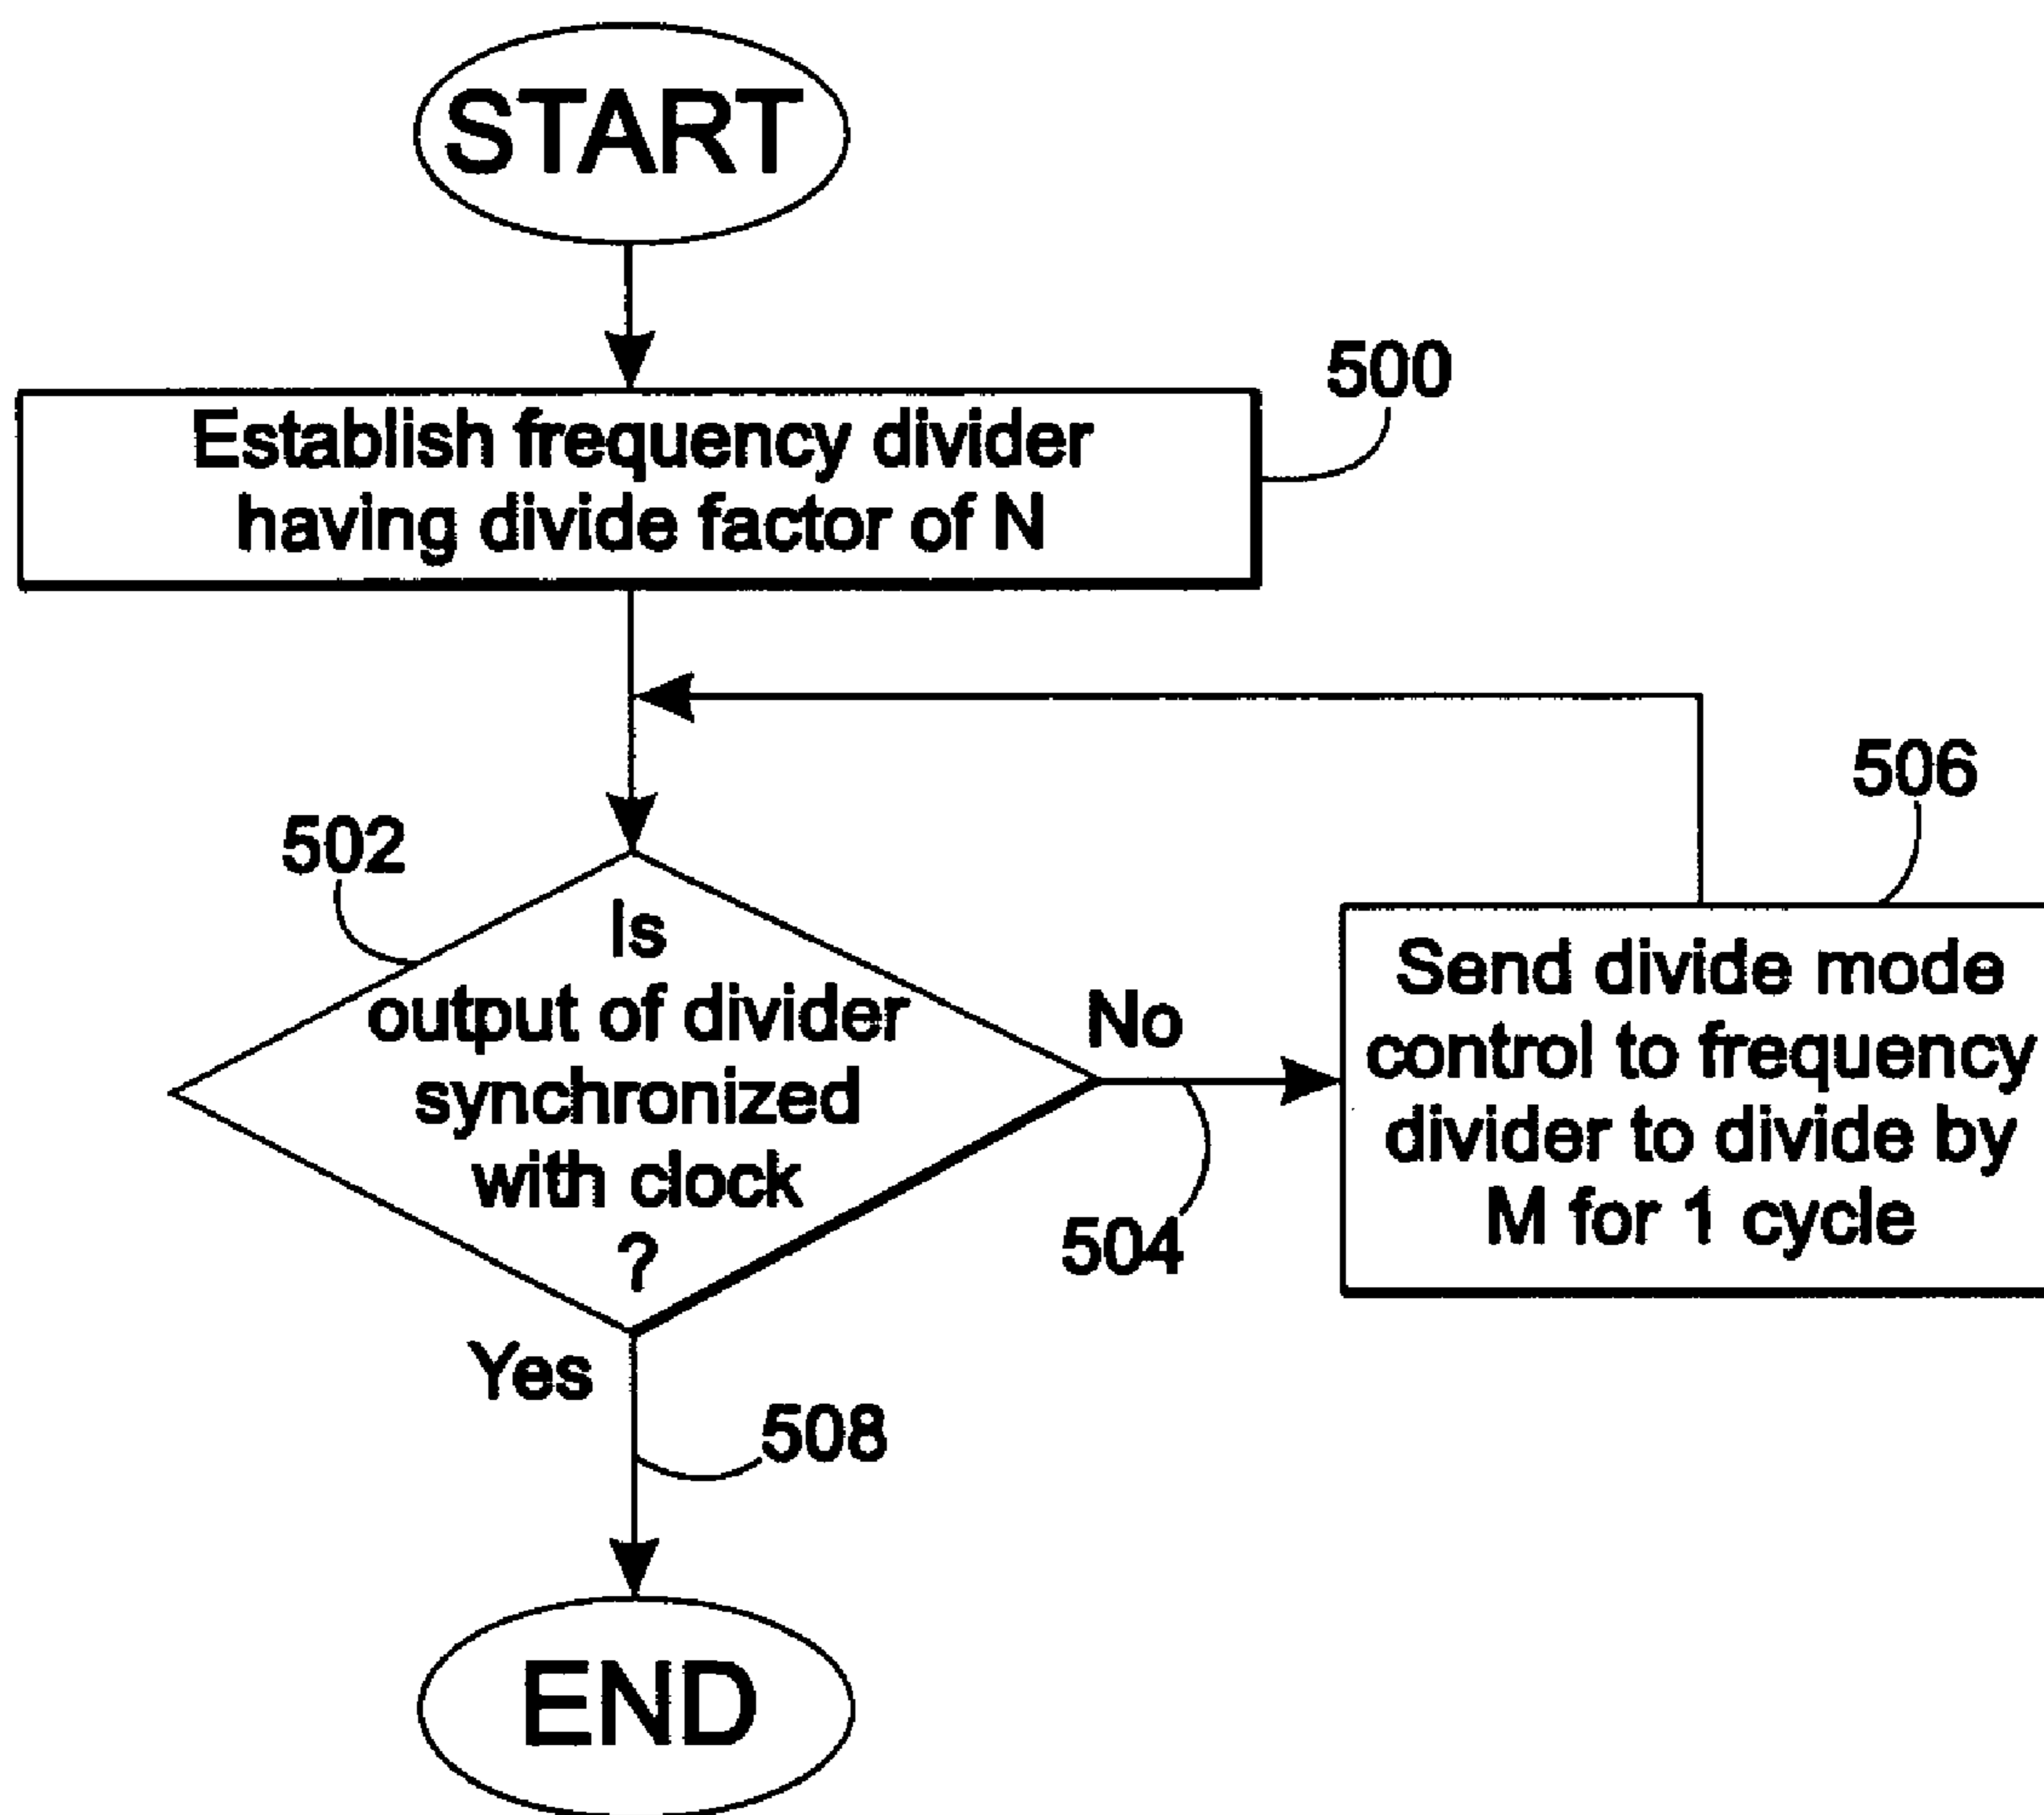 START
500
Establish frequency divider
having divide factor of N
506
502
Is
output of divider
synchronized
with clock
?
No
504
Send divide mode
control to frequency
divider to divide by
M for 1 cycle
Yes
508
END